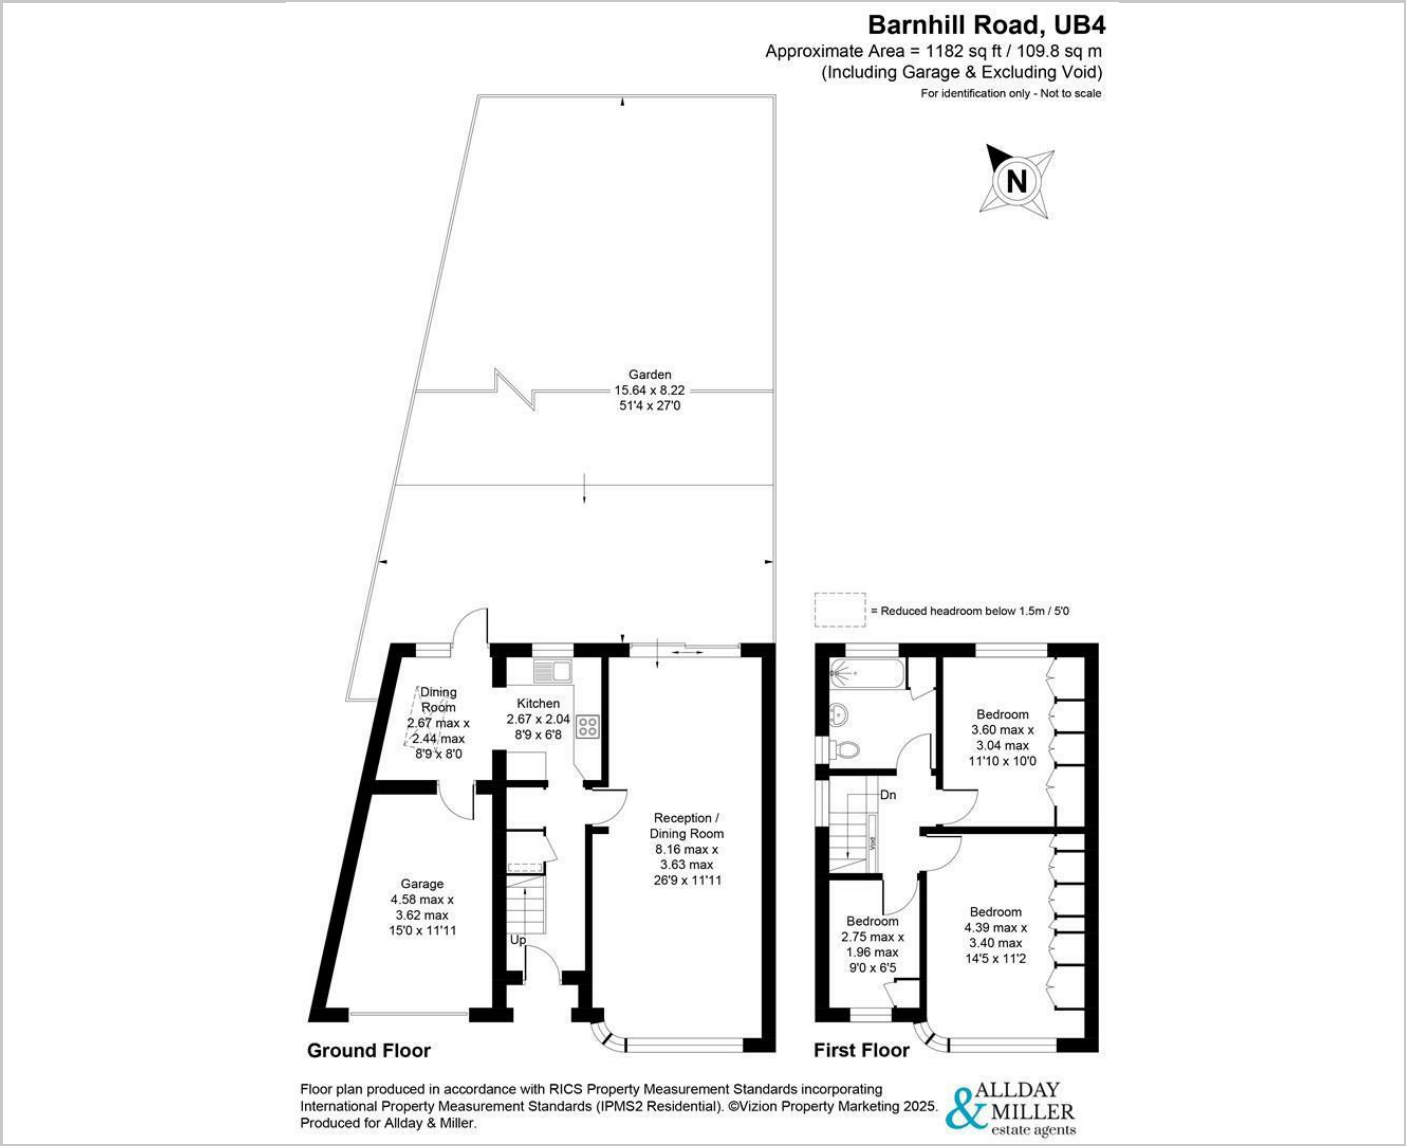 Barnhill Road, UB4
Approximate Area = 1182 sq ft / 109.8 sq m
(Including Garage & Excluding Void)
For identification only - Not to scale
N
Garden
15.64 x 8.22
51'4 x 27'0
= Reduced headroom below 1.5m / 5'0
Dining
Room
2.67 max x
2.44 max
8'9 x 8'0
Kitchen
2.67 x 2.04
8'9 x 6'8
Reception /
Dining Room
8.16 max x
3.63 max
26'9 x 11'11
Garage
4.58 max x
3.62 max
15'0 x 11'11
Up
Bedroom
3.60 max x
3.04 max
11'10 x 10'0
Dn
Void
Bedroom
2.75 max x
1.96 max
9'0 x 6'5
Bedroom
4.39 max x
3.40 max
14'5 x 11'2
Ground Floor
First Floor
Floor plan produced in accordance with RICS Property Measurement Standards incorporating
International Property Measurement Standards (IPMS2 Residential). ©Vizion Property Marketing 2025.
Produced for Allday & Miller.
ALLDAY
& MILLER
estate agents